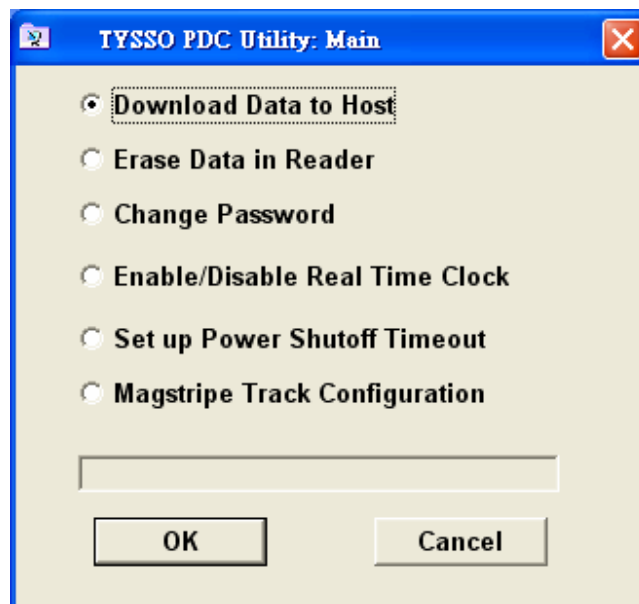 TYSSO PDC Utility: Main
Download Data to Host
Erase Data in Reader
Change Password
Enable/Disable Real Time Clock
Set up Power Shutoff Timeout
Magstripe Track Configuration
OK
Cancel